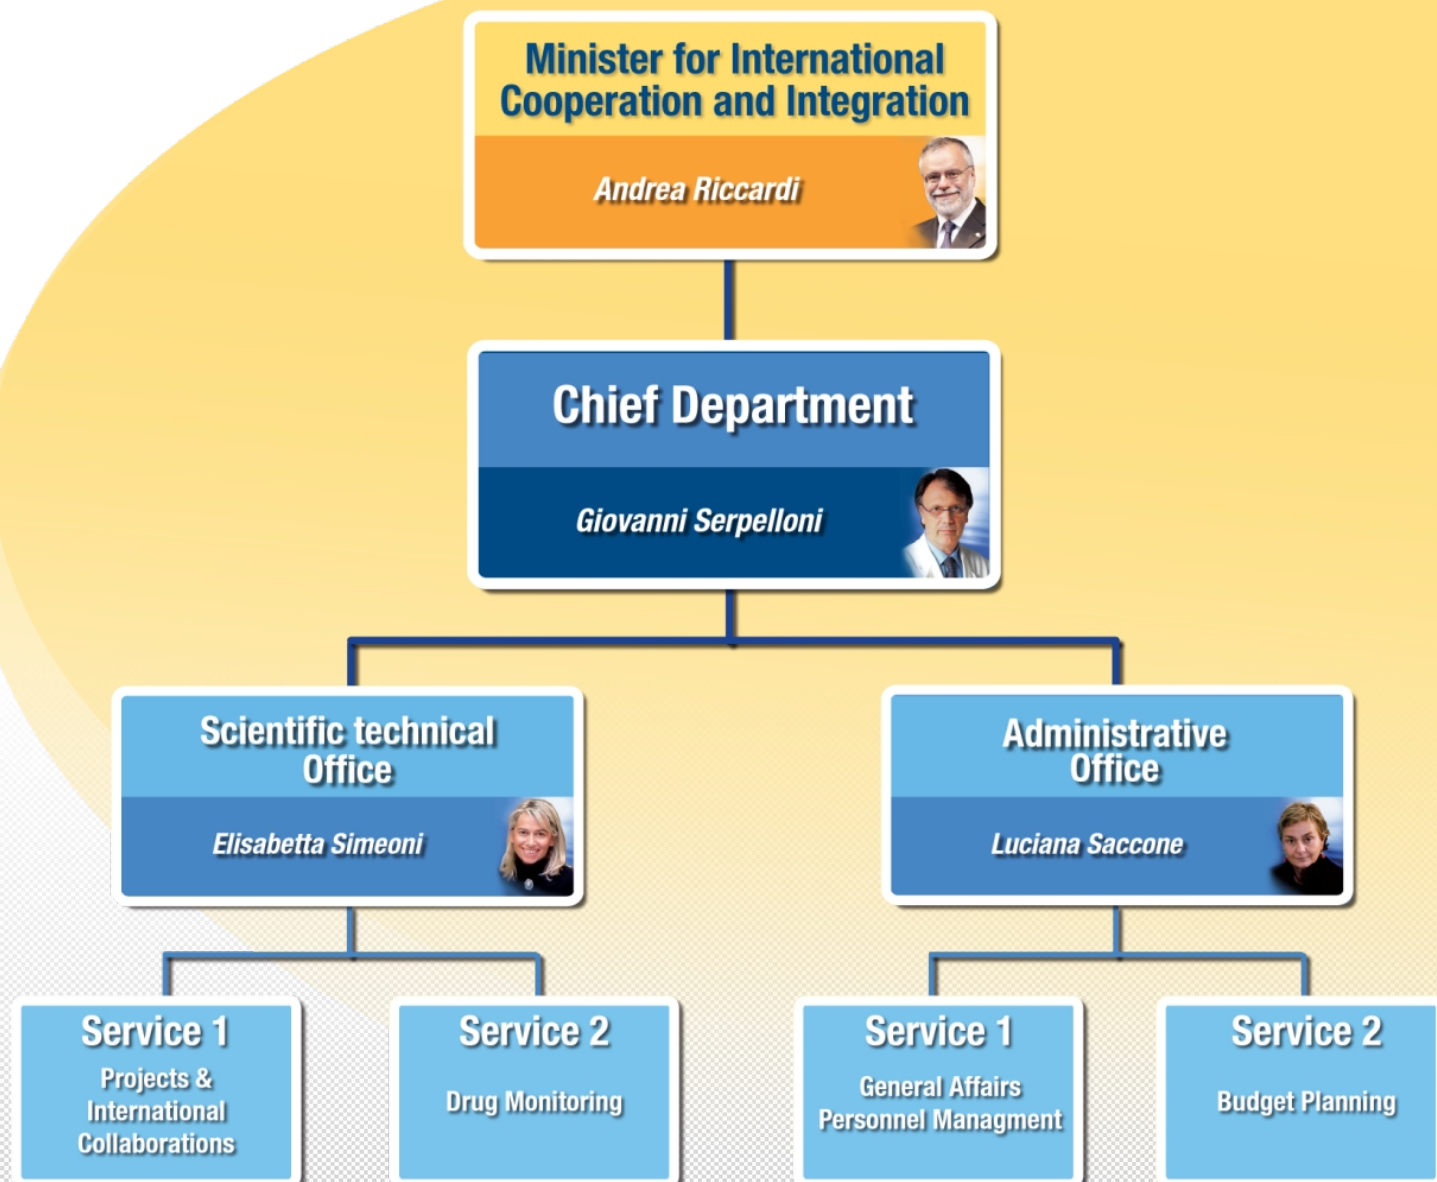 Minister for International
Cooperation and Integration
Andrea Riccardi
Chief Department
Giovanni Serpelloni
Scientific technical
Office
Elisabetta Simeoni
Administrative
Office
Luciana Saccone
Service 1
Projects &
International
Collaborations
Service 2
Drug Monitoring
Service 1
General Affairs
Personnel Managment
Service 2
Budget Planning